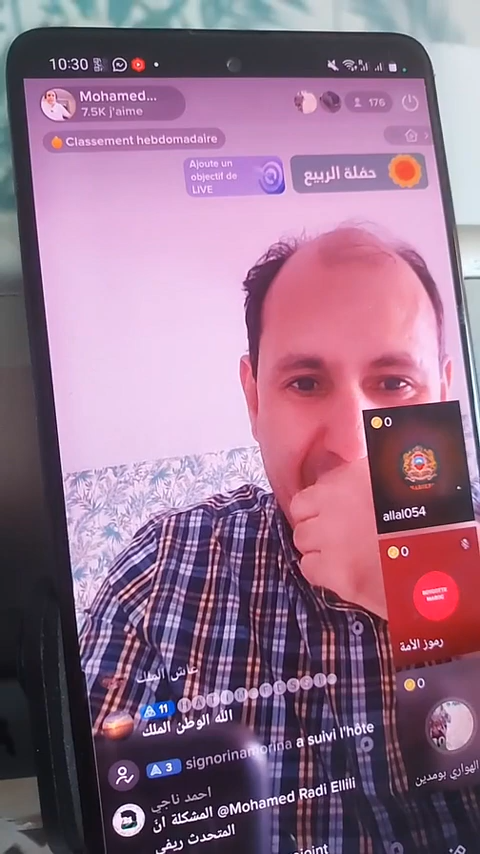 10:30
Mohamed...
7.5K j'aime
176
Classement hebdomadaire
Ajoute un
objectif de
LIVE
حفلة الربيع
0
allal054
0
رموز الأمة
0
الهواري بومدين
عاش الملك
11
الله الوطن الملك
3 signorinamorina a suivi l'hôte
احمد ناجي
@Mohamed Radi Ellili المشكلة ان
المتحدث ريفي